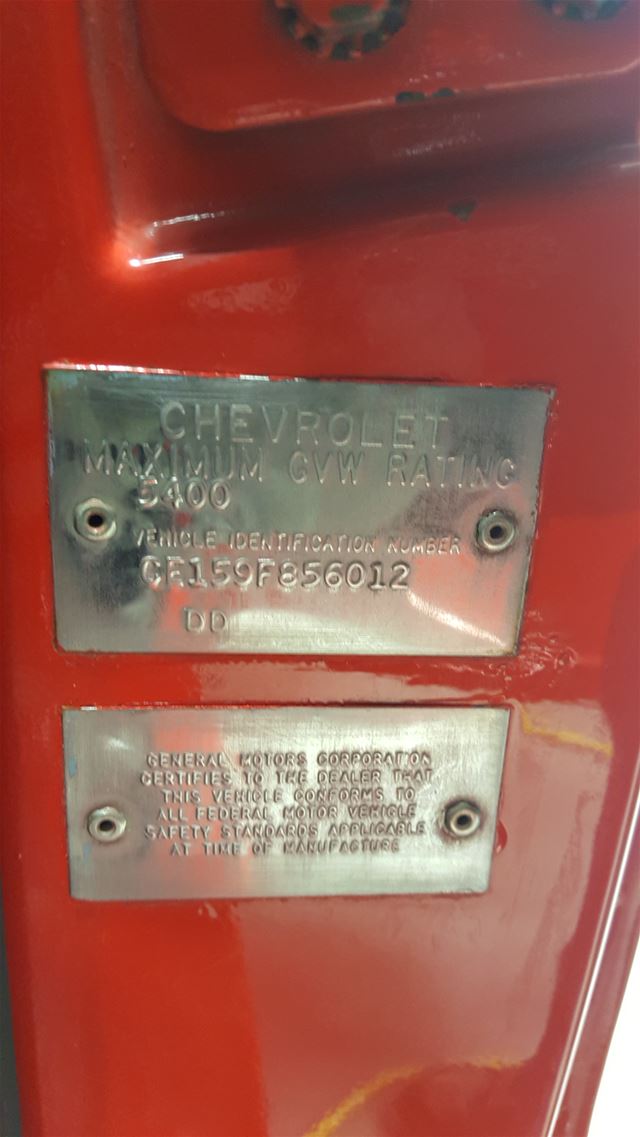 CHEVROLET
MAXIMUM GVW RATING
5400
VEHICLE IDENTIFICATION NUMBER
CE159F856012
DD
GENERAL MOTORS CORPORATION
CERTIFIES TO THE DEALER THAT
THIS VEHICLE CONFORMS TO
ALL FEDERAL MOTOR VEHICLE
SAFETY STANDARDS APPLICABLE
AT TIME OF MANUFACTURE